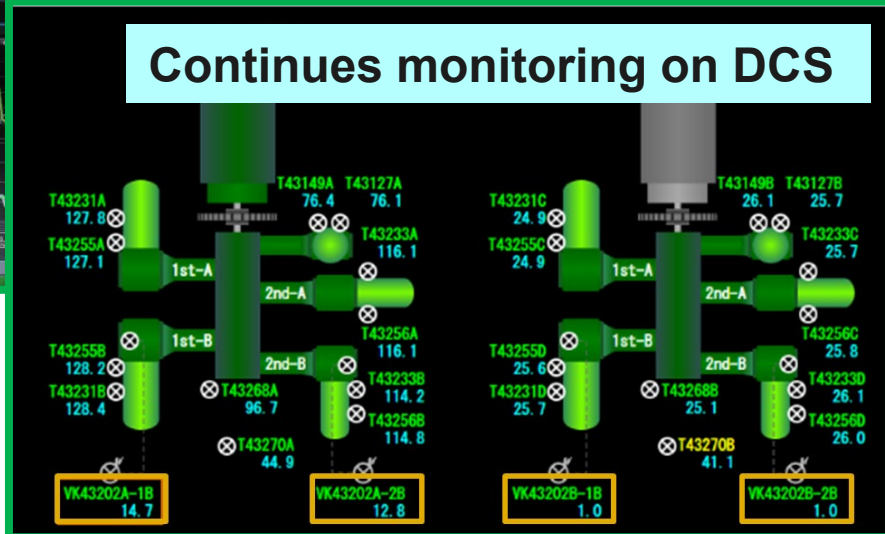 Continues monitoring on DCS
T43149A T43127A
76.4 76.1
T43231A
127.8
T43233A
116.1
T43255A
127.1
1st-A
2nd-A
1st-B
T43256A
116.1
T43255B
128.2
2nd-B
T43233B
114.2
T43231B
128.4
T43268A
96.7
T43256B
114.8
T43270A
44.9
VK43202A-1B
14.7
VK43202A-2B
12.8
T43149B T43127B
26.1 25.7
T43231C
24.9
T43233C
25.7
T43255C
24.9
1st-A
2nd-A
1st-B
T43256C
25.8
T43255D
25.6
2nd-B
T43233D
26.1
T43231D
25.7
T43268B
25.1
T43256D
26.0
T43270B
41.1
VK43202B-1B
1.0
VK43202B-2B
1.0